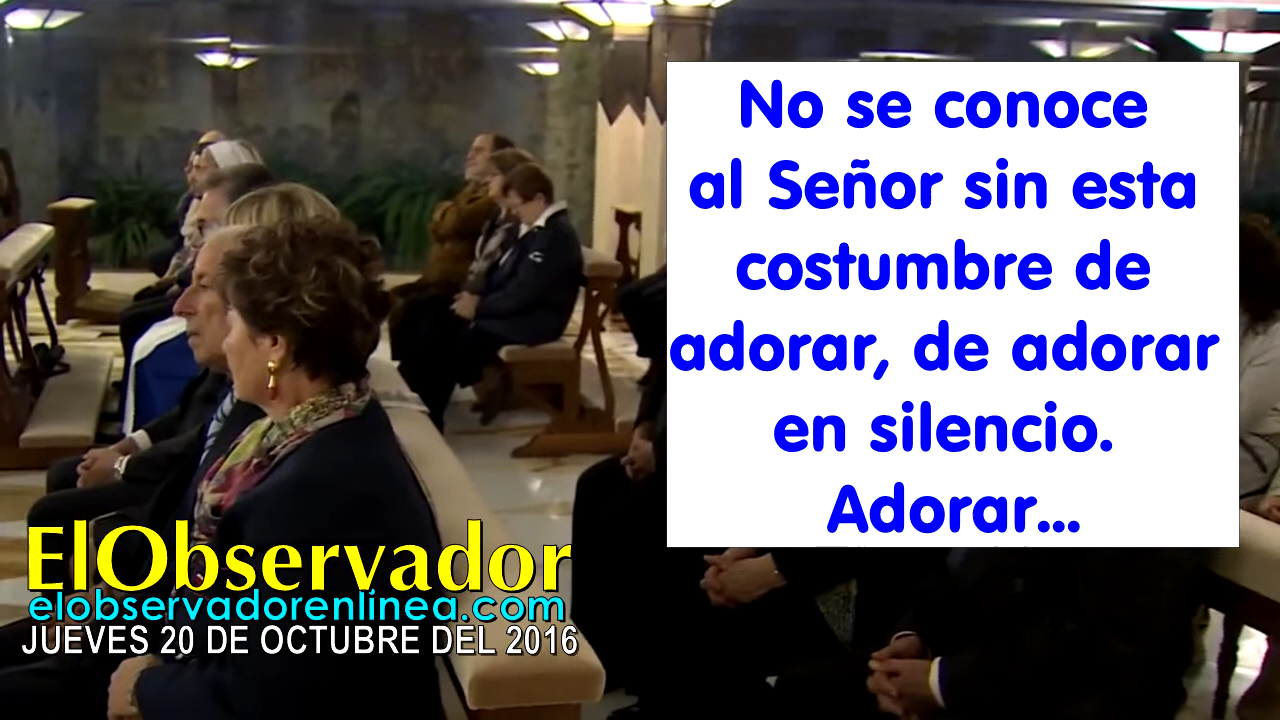 No se conoce
al Señor sin esta
costumbre de
adorar, de adorar
en silencio.
Adorar...
ElObservador
elobservadorenlínea.com
JUEVES 20 DE OCTUBRE DEL 2016